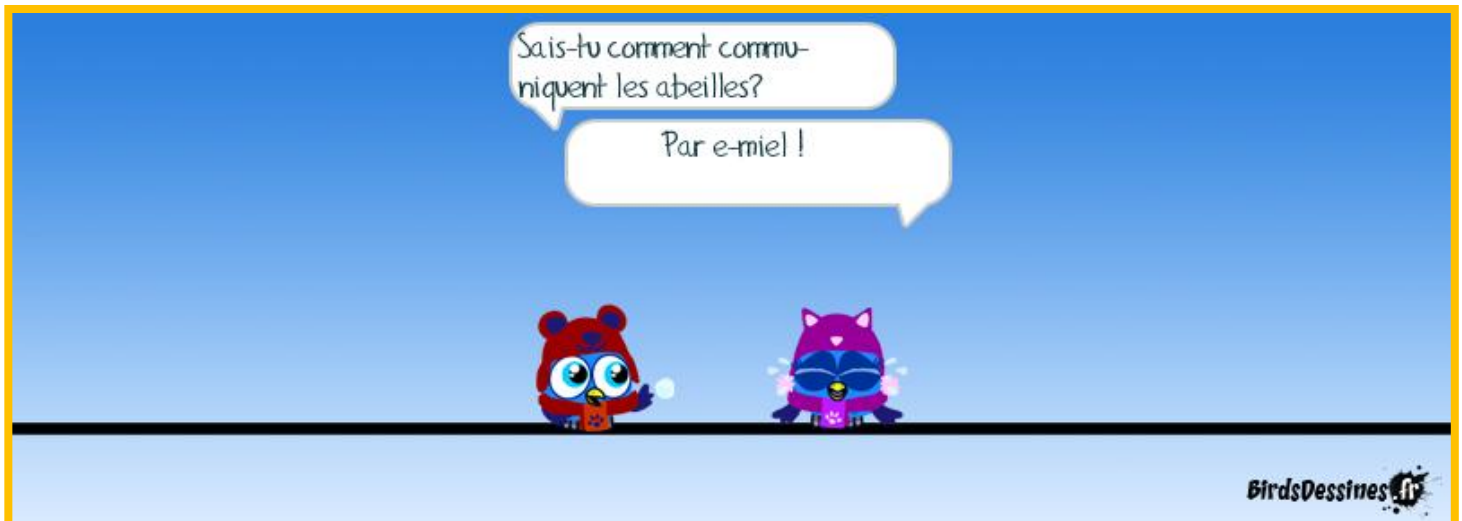 Sais-tu comment commu-
niquent les abeilles?
Par e-miel !
BirdsDessines.fr